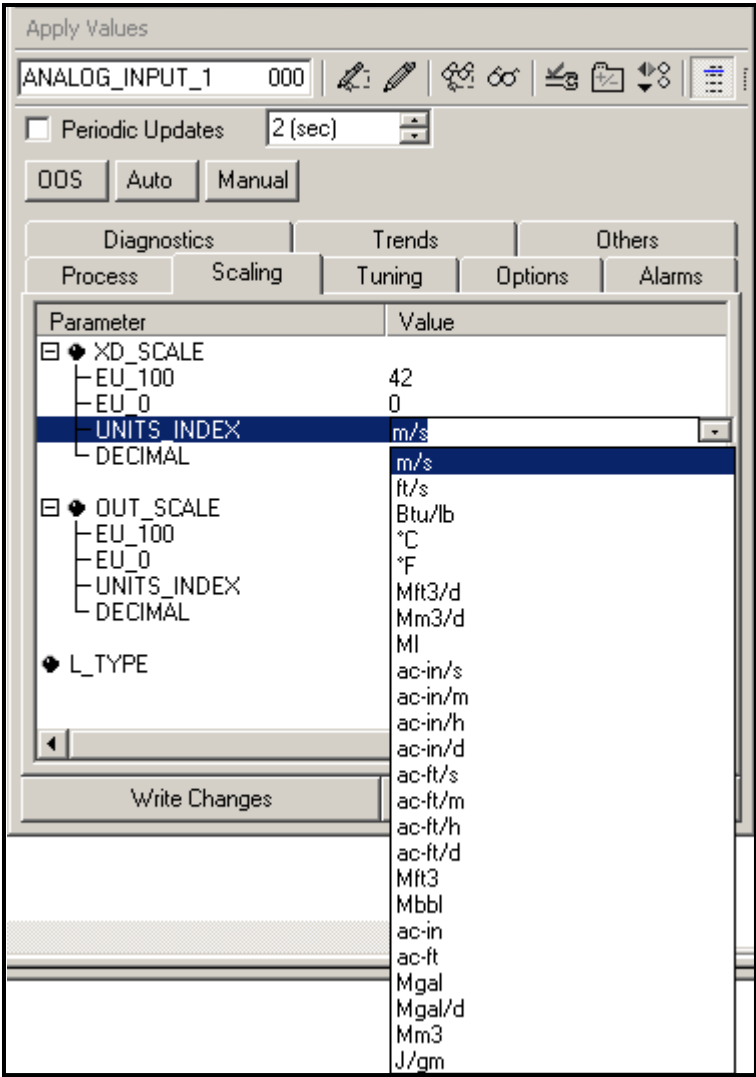 Apply Values
ANALOG_INPUT_1 000
Periodic Updates 2 (sec)
OOS Auto Manual
Diagnostics Trends Others
Process Scaling Tuning Options Alarms
Parameter Value
XD_SCALE
EU_100 42
EU_0 0
UNITS_INDEX m/s
DECIMAL
OUT_SCALE
EU_100
EU_0
UNITS_INDEX
DECIMAL
L_TYPE
m/s
ft/s
Btu/lb
°C
°F
Mft3/d
Mm3/d
Ml
ac-in/s
ac-in/m
ac-in/h
ac-in/d
ac-ft/s
ac-ft/m
ac-ft/h
ac-ft/d
Mft3
Mbbl
ac-in
ac-ft
Mgal
Mgal/d
Mm3
J/gm
Write Changes